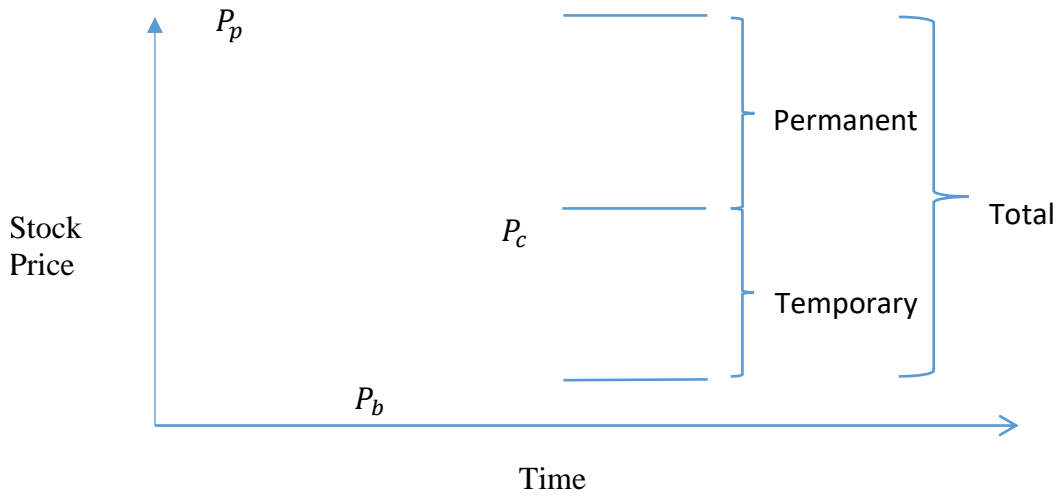 P_p
Permanent
Stock
Price
P_c
Total
Temporary
P_b
Time